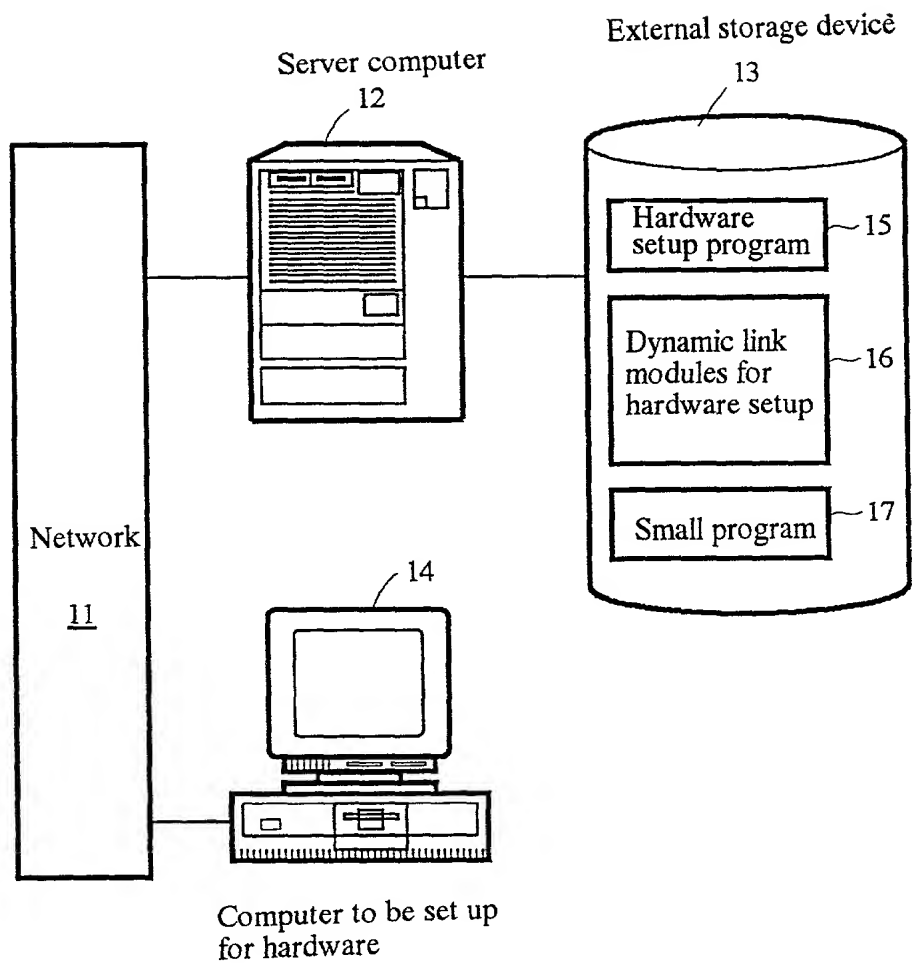 External storage device
13
Server computer
12
Hardware
setup program
15
Dynamic link
modules for
hardware setup
16
Small program
17
Network
11
14
Computer to be set up
for hardware